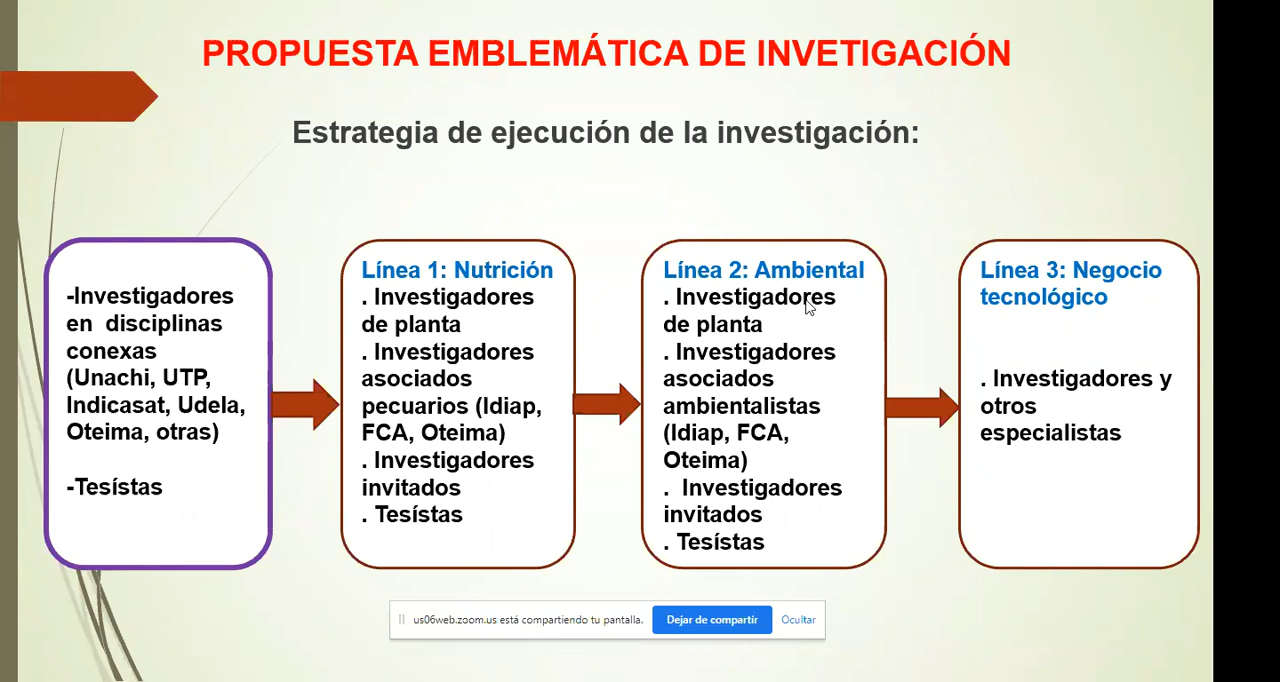 PROPUESTA EMBLEMÁTICA DE INVETIGACIÓN
Estrategia de ejecución de la investigación:
-Investigadores
en disciplinas
conexas
(Unachi, UTP,
Indicasat, Udela,
Oteima, otras)
-Tesístas
Línea 1: Nutrición
. Investigadores
de planta
. Investigadores
asociados
pecuarios (Idiap,
FCA, Oteima)
. Investigadores
invitados
. Tesístas
Línea 2: Ambiental
. Investigadores
de planta
. Investigadores
asociados
ambientalistas
(Idiap, FCA,
Oteima)
. Investigadores
invitados
. Tesístas
Línea 3: Negocio
tecnológico
. Investigadores y
otros
especialistas
us06web.zoom.us está compartiendo tu pantalla. Dejar de compartir Ocultar